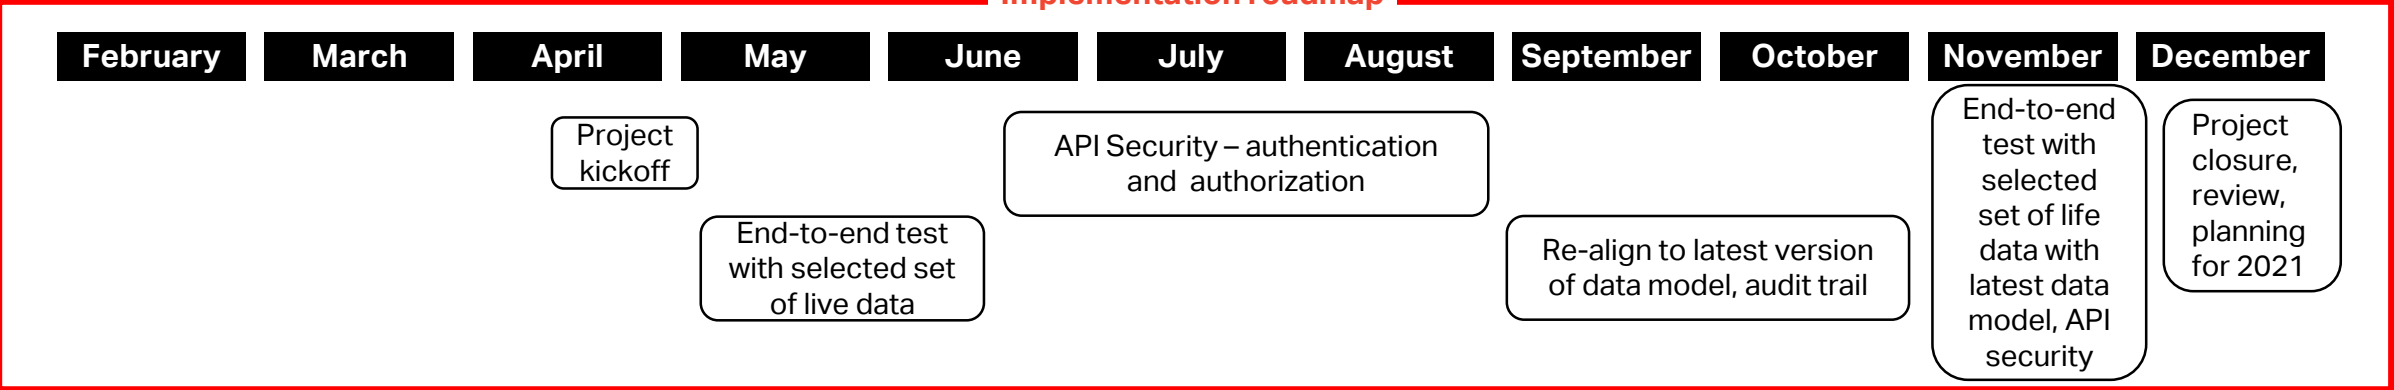 Implementation roadmap
February March April May June July August September October November December
Project
kickoff
End-to-end test
with selected set
of live data
API Security – authentication
and authorization
Re-align to latest version
of data model, audit trail
End-to-end
test with
selected
set of life
data with
latest data
model, API
security
Project
closure,
review,
planning
for 2021